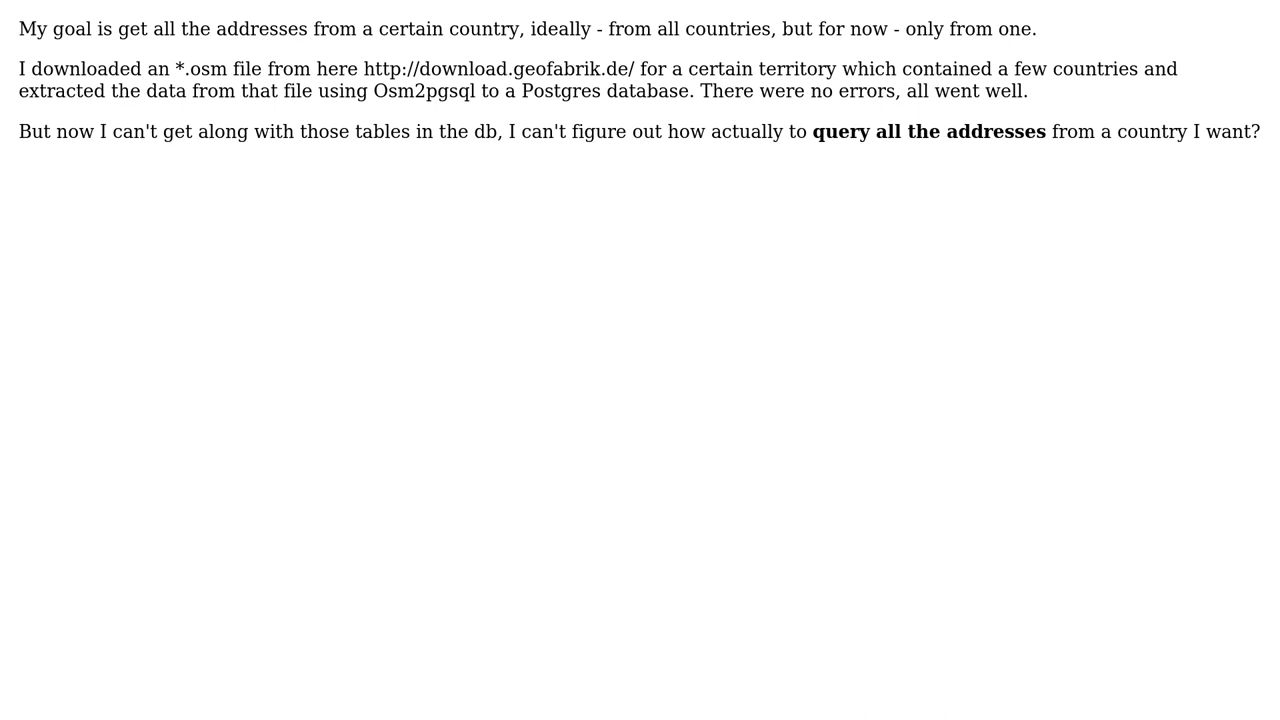 My goal is get all the addresses from a certain country, ideally - from all countries, but for now - only from one.
I downloaded an *.osm file from here http://download.geofabrik.de/ for a certain territory which contained a few countries and
extracted the data from that file using Osm2pgsql to a Postgres database. There were no errors, all went well.
But now I can't get along with those tables in the db, I can't figure out how actually to query all the addresses from a country I want?